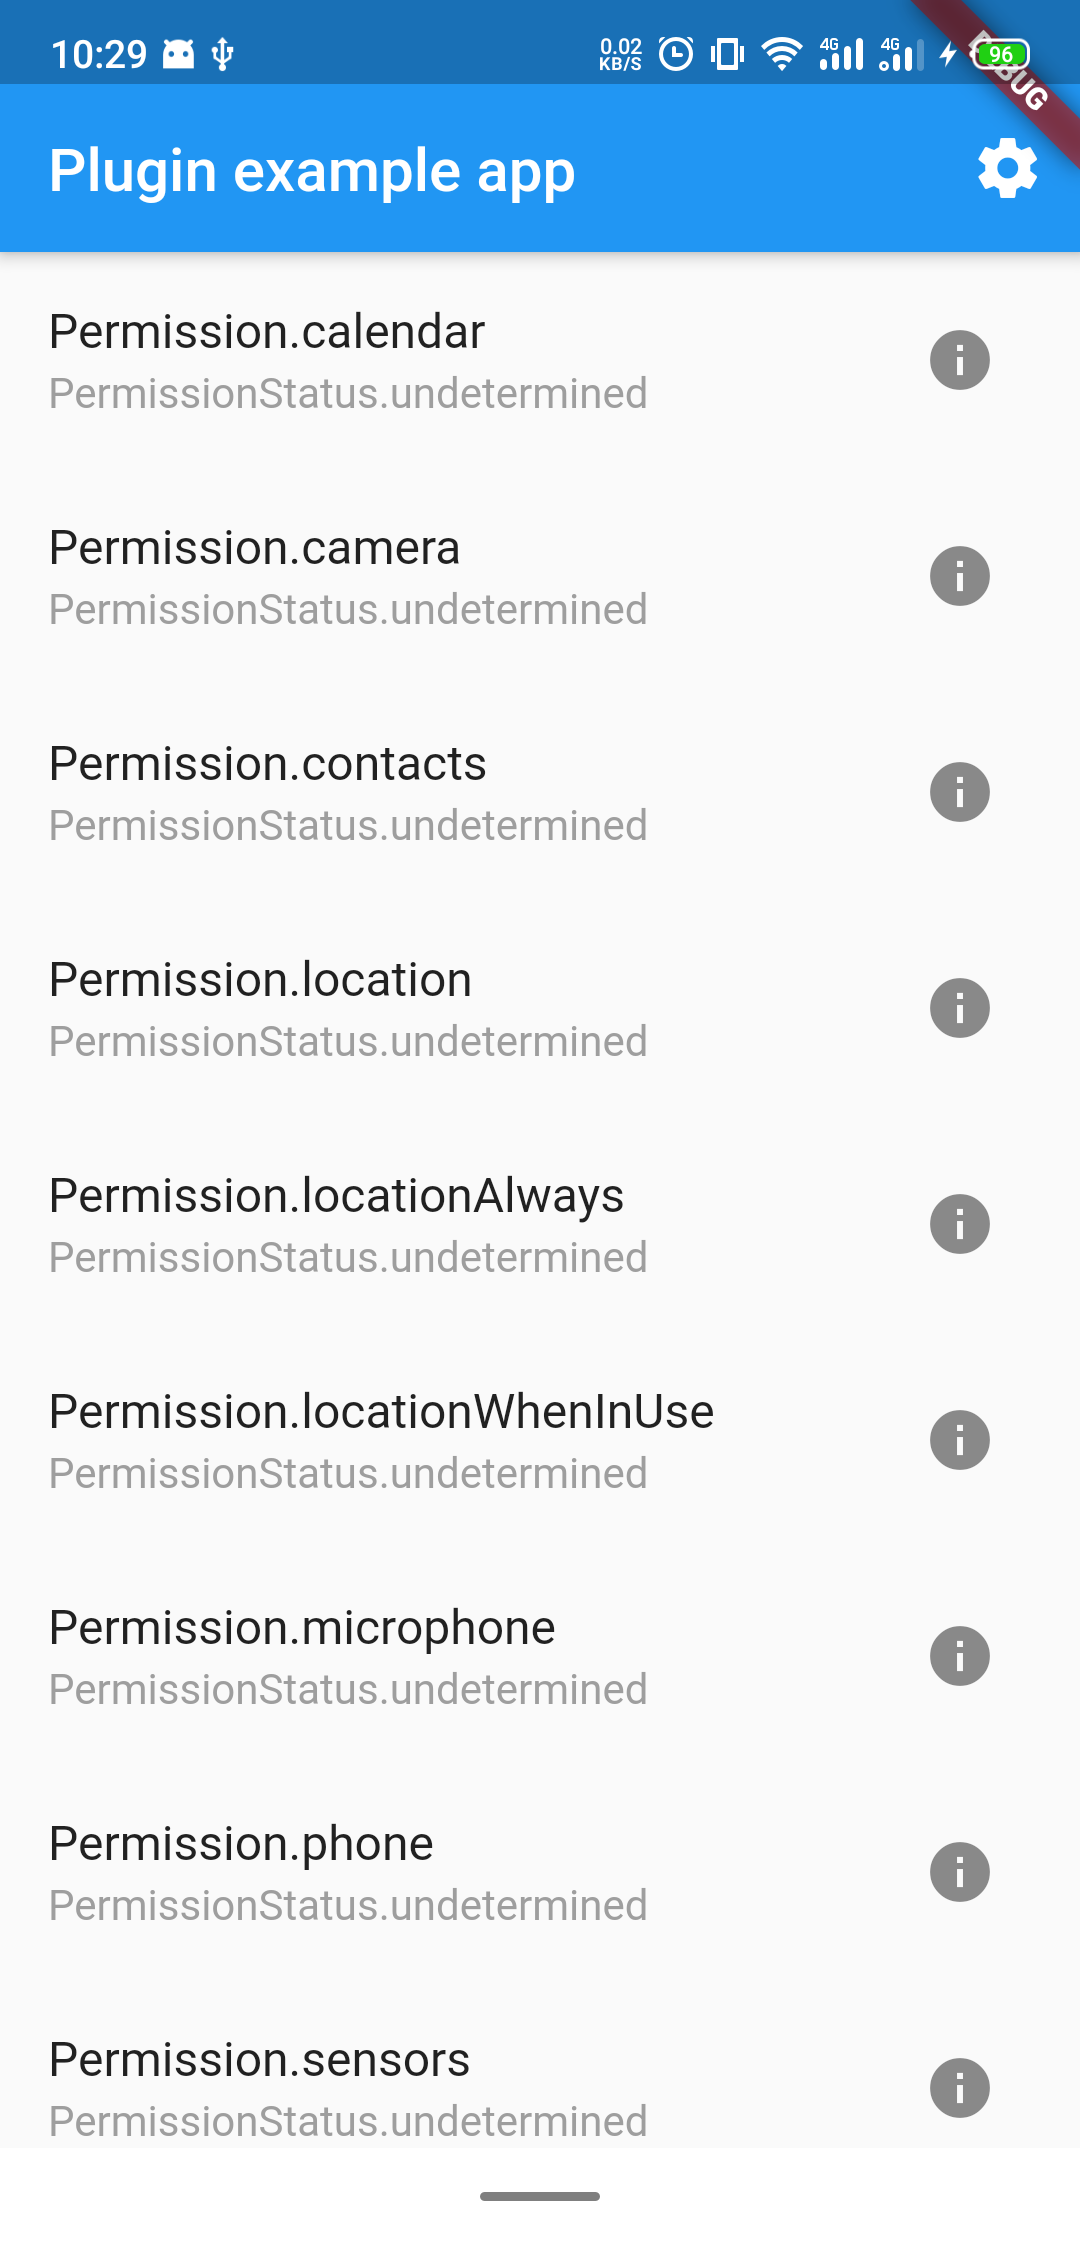 10:29 0.02 KB/S 4G 4G 96
DEBUG
Plugin example app
Permission.calendar
PermissionStatus.undetermined
Permission.camera
PermissionStatus.undetermined
Permission.contacts
PermissionStatus.undetermined
Permission.location
PermissionStatus.undetermined
Permission.locationAlways
PermissionStatus.undetermined
Permission.locationWhenInUse
PermissionStatus.undetermined
Permission.microphone
PermissionStatus.undetermined
Permission.phone
PermissionStatus.undetermined
Permission.sensors
PermissionStatus.undetermined